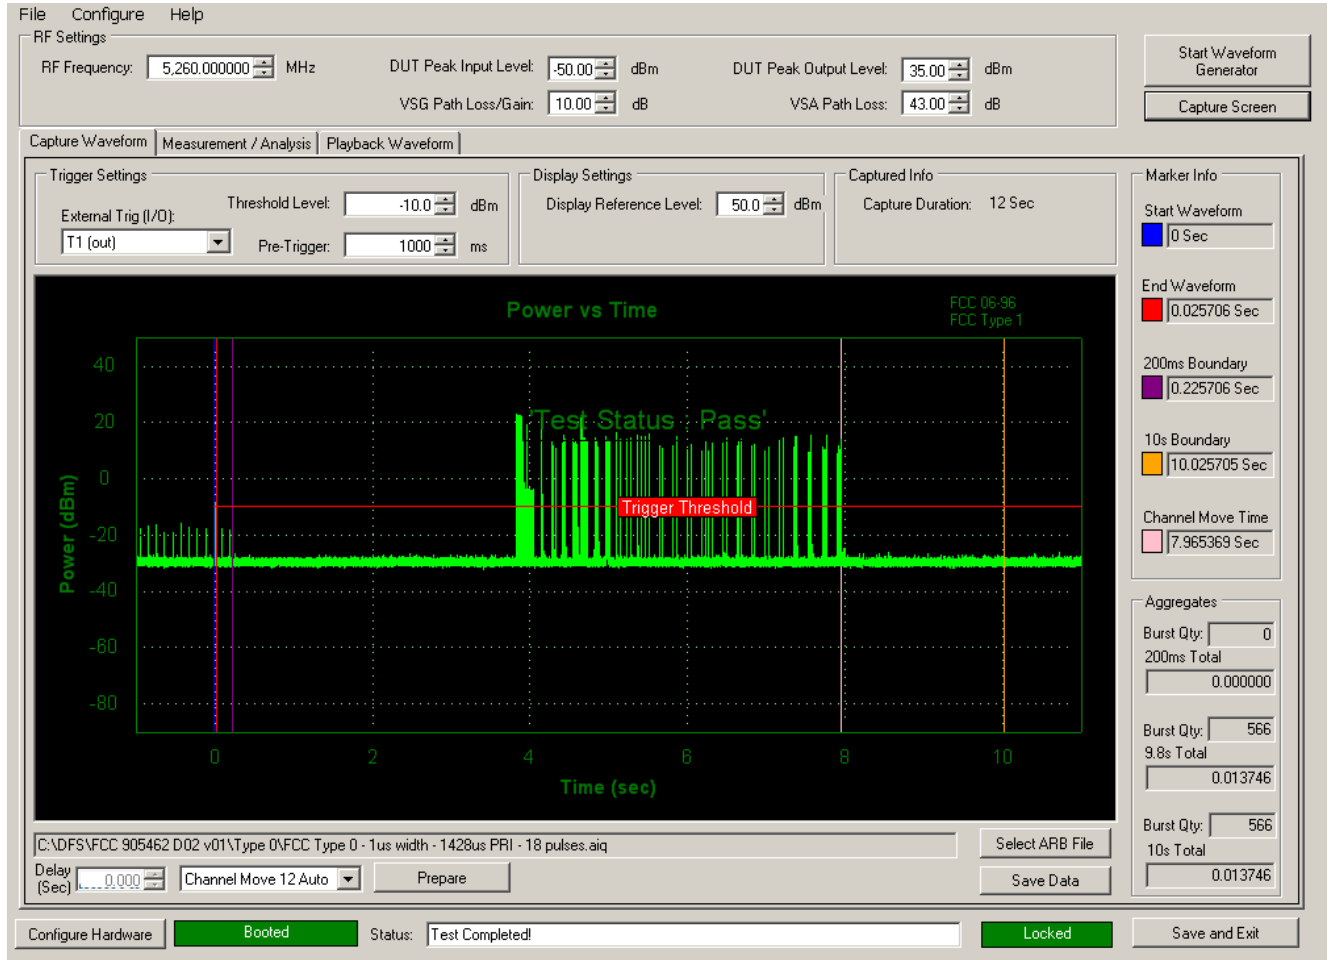 File Configure Help
RF Settings
RF Frequency: 5,260.000000 MHz
DUT Peak Input Level: -50.00 dBm
DUT Peak Output Level: 35.00 dBm
VSG Path Loss/Gain: 10.00 dB
VSA Path Loss: 43.00 dB
Start Waveform
Generator
Capture Screen
Capture Waveform Measurement / Analysis Playback Waveform
Trigger Settings
External Trig (I/O):
T1 (out)
Threshold Level: -10.0 dBm
Pre-Trigger: 1000 ms
Display Settings
Display Reference Level: 50.0 dBm
Captured Info
Capture Duration: 12 Sec
Marker Info
Start Waveform
0 Sec
End Waveform
0.025706 Sec
200ms Boundary
0.225706 Sec
10s Boundary
10.025705 Sec
Channel Move Time
7.965369 Sec
Power vs Time
FCC 06-96
FCC Type 1
'Test Status : Pass'
Trigger Threshold
Power (dBm)
40
20
0
-20
-40
-60
-80
0 2 4 6 8 10
Time (sec)
Aggregates
Burst Qty: 0
200ms Total
0.000000
Burst Qty: 566
9.8s Total
0.013746
Burst Qty: 566
10s Total
0.013746
C:\DFS\FCC 905462 D02 v01\Type 0\FCC Type 0 - 1us width - 1428us PRI - 18 pulses.aiq
Select ARB File
Delay
(Sec) 0.000
Channel Move 12 Auto
Prepare
Save Data
Configure Hardware
Booted
Status: Test Completed!
Locked
Save and Exit